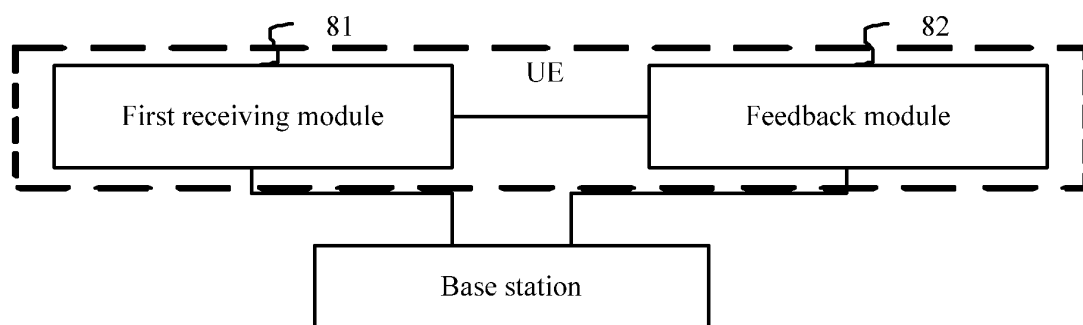 81
82
UE
First receiving module
Feedback module
Base station